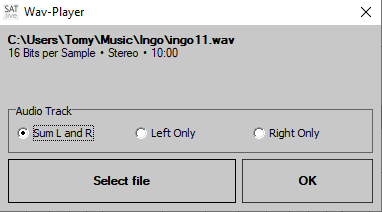 SAT
live
Wav-Player
C:\Users\Tomy\Music\Ingo\ingo11.wav
16 Bits per Sample • Stereo • 10:00
Audio Track
Sum L and R
Left Only
Right Only
Select file
OK